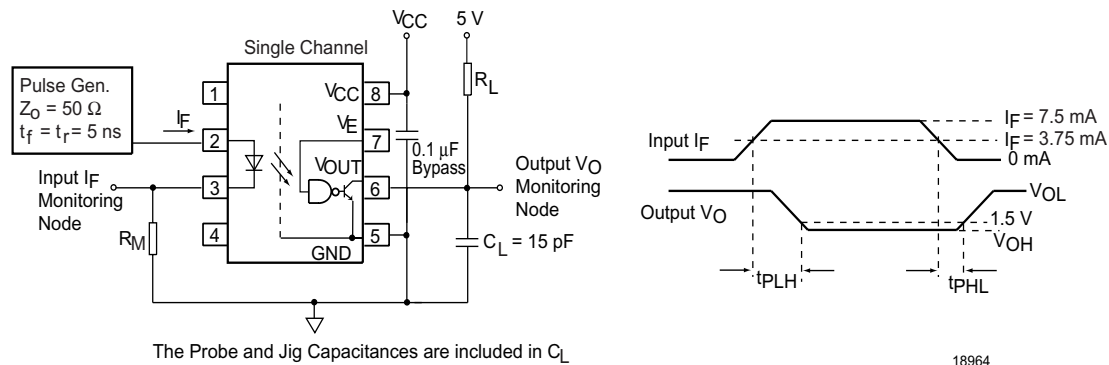 Single Channel
Pulse Gen.
Zo = 50 Ω
tf = tr = 5 ns
IF
Input IF
Monitoring
Node
RM
1
2
3
4
VCC
VE
VOUT
GND
8
7
6
5
VCC
5 V
RL
0.1 μF
Bypass
Output VO
Monitoring
Node
CL = 15 pF
The Probe and Jig Capacitances are included in CL
Input IF
IF = 7.5 mA
IF = 3.75 mA
0 mA
Output VO
VOL
1.5 V
VOH
tPLH
tPHL
18964